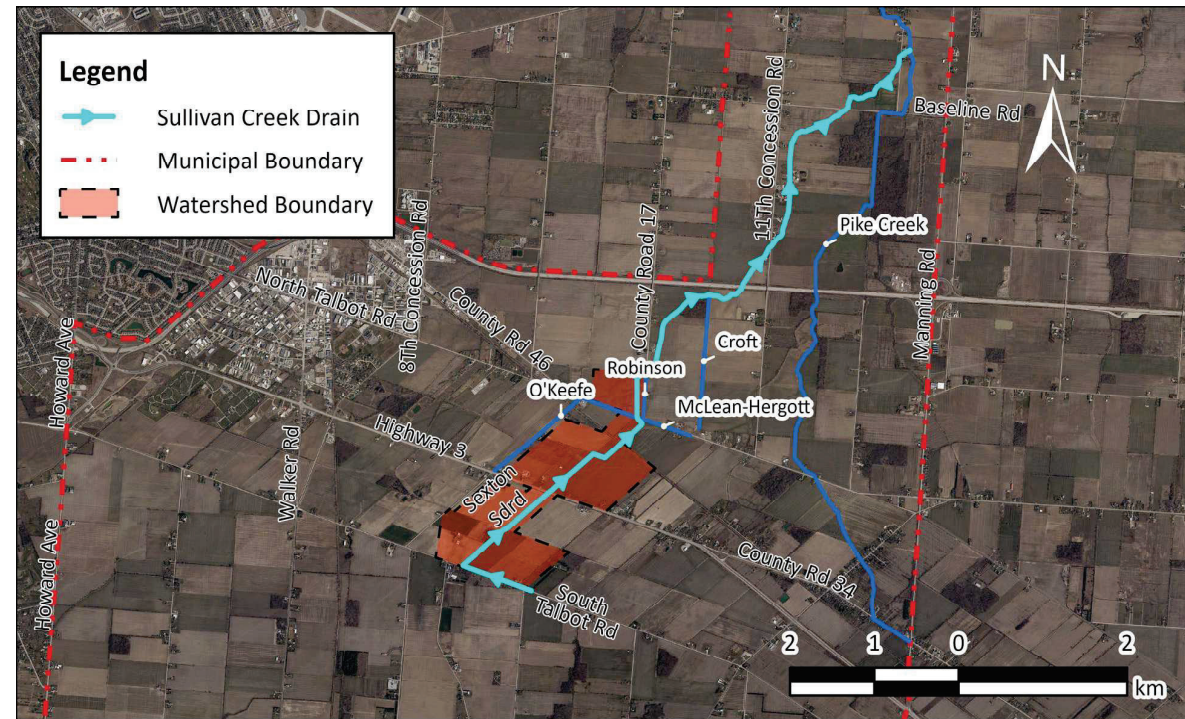 Legend
Sullivan Creek Drain
Municipal Boundary
Watershed Boundary
N
Baseline Rd
11Th Concession Rd
Pike Creek
County Road 17
8Th Concession Rd
North Talbot Rd
County Rd 46
Manning Rd
Howard Ave
Croft
Robinson
O'Keefe
McLean-Hergott
Highway 3
Walker Rd
Sexton
Sdrd
Howard Ave
County Rd 34
South
Talbot Rd
2 1 0 2
km